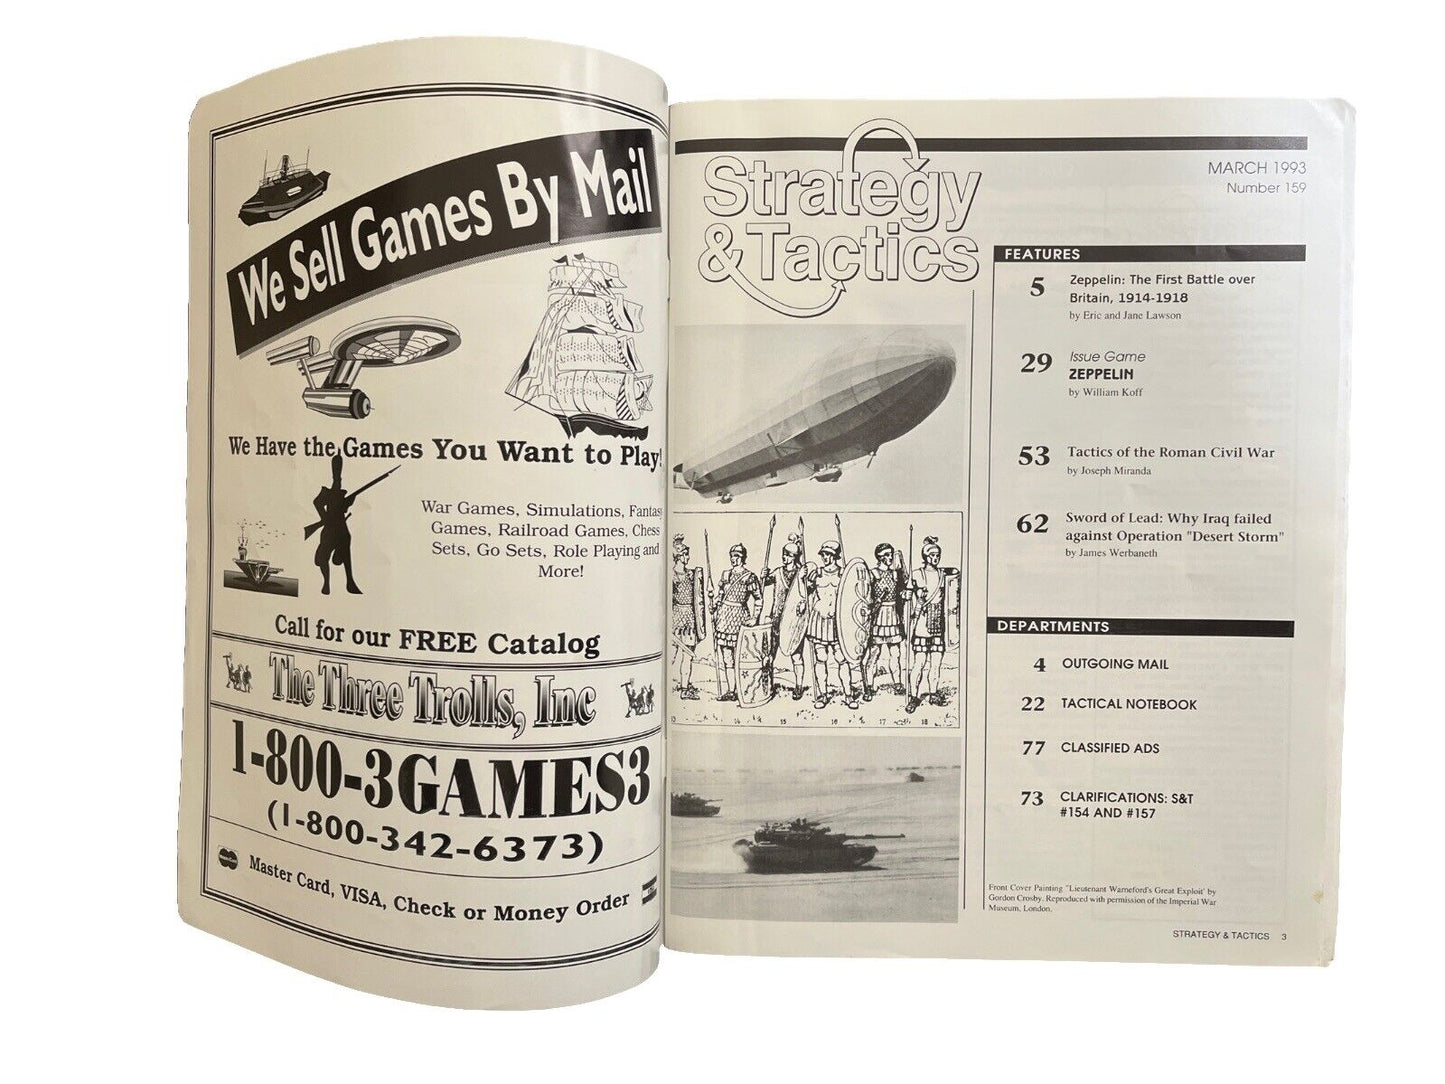 We Sell Games By Mail
We Have the Games You Want to Play!
War Games, Simulations, Fantasy
Games, Railroad Games, Chess
Sets, Go Sets, Role Playing and
More!
Call for our FREE Catalog
The Three Trolls, Inc
1-800-3GAMES3
(1-800-342-6373)
Master Card, VISA, Check or Money Order
Strategy
& Tactics
MARCH 1993
Number 159
FEATURES
5 Zeppelin: The First Battle over
Britain, 1914-1918
by Eric and Jane Lawson
29 Issue Game
ZEPPELIN
by William Koff
53 Tactics of the Roman Civil War
by Joseph Miranda
62 Sword of Lead: Why Iraq failed
against Operation "Desert Storm"
by James Werbaneth
14 15 16 17 18
DEPARTMENTS
4 OUTGOING MAIL
22 TACTICAL NOTEBOOK
77 CLASSIFIED ADS
73 CLARIFICATIONS: S&T
#154 AND #157
Front Cover Painting "Lieutenant Warneford's Great Exploit' by
Gordon Crosby. Reproduced with permission of the Imperial War
Museum, London.
STRATEGY & TACTICS 3